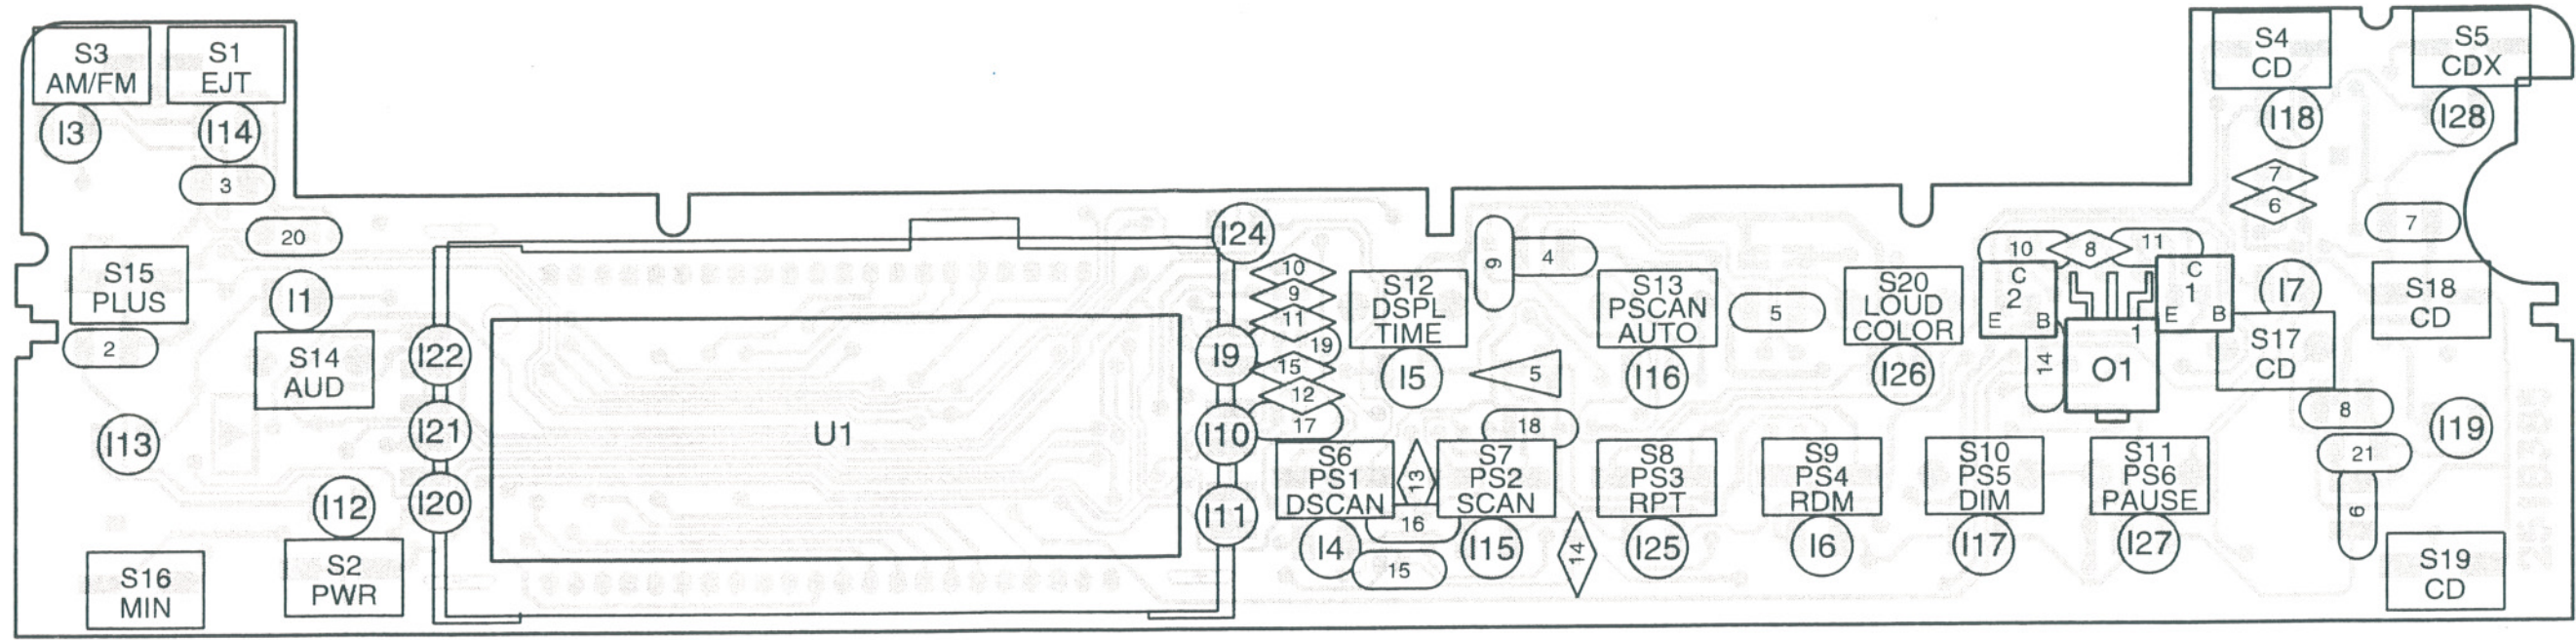 S3
AM/FM
S1
EJT
S4
CD
S5
CDX
I3
I14
I18
I28
3
7
6
20
7
I24
S15
PLUS
I1
2
S14
AUD
I13
I12
S16
MIN
S2
PWR
I22
I21
I20
U1
I9
I10
I11
10
9
11
19
15
12
17
S12
DSPL
TIME
I5
9
4
5
18
S13
PSCAN
AUTO
I16
5
S20
LOUD
COLOR
I26
10
8
11
C
2
E B
C
1
E B
14
1
O1
I7
S17
CD
S18
CD
8
21
6
I19
S19
CD
S6
PS1
DSCAN
13
16
15
I4
S7
PS2
SCAN
I15
14
S8
PS3
RPT
I25
S9
PS4
RDM
I6
S10
PS5
DIM
I17
S11
PS6
PAUSE
I27